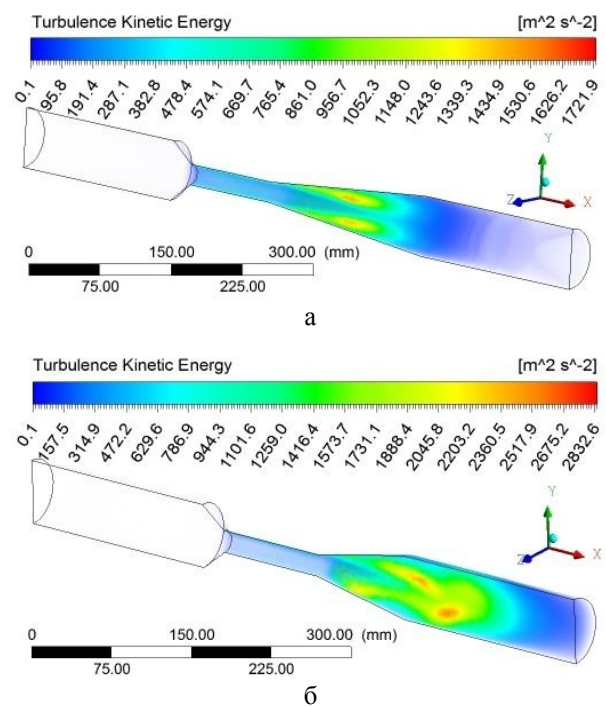 Turbulence Kinetic Energy [m^2 s^-2]
0.1 95.8 191.4 287.1 382.8 478.4 574.1 669.7 765.4 861.0 956.7 1052.3 1148.0 1243.6 1339.3 1434.9 1530.6 1626.2 1721.9
Y
Z X
0 150.00 300.00 (mm)
75.00 225.00
а
Turbulence Kinetic Energy [m^2 s^-2]
0.1 157.5 314.9 472.2 629.6 786.9 944.3 1101.6 1259.0 1416.4 1573.7 1731.1 1888.4 2045.8 2203.2 2360.5 2517.9 2675.2 2832.6
Y
Z X
0 150.00 300.00 (mm)
75.00 225.00
б